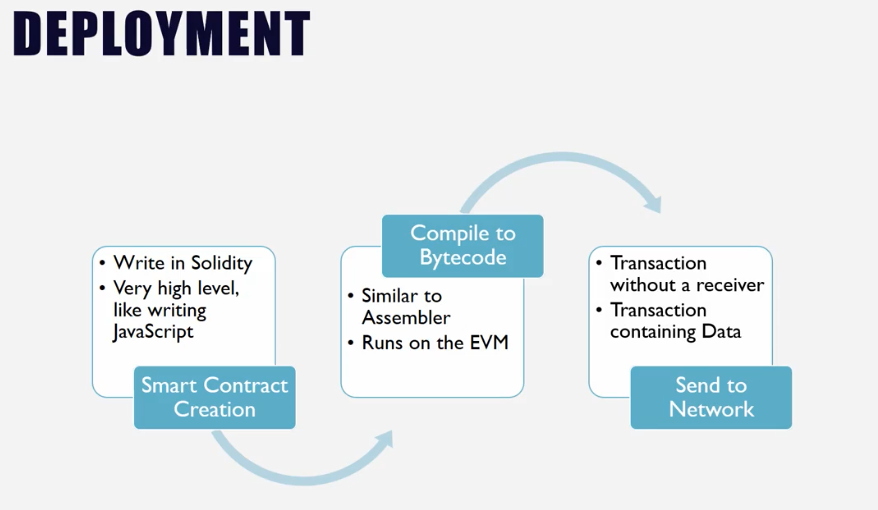 DEPLOYMENT
• Write in Solidity
• Very high level,
like writing
JavaScript
Smart Contract
Creation
Compile to
Bytecode
• Similar to
Assembler
• Runs on the EVM
• Transaction
without a receiver
• Transaction
containing Data
Send to
Network